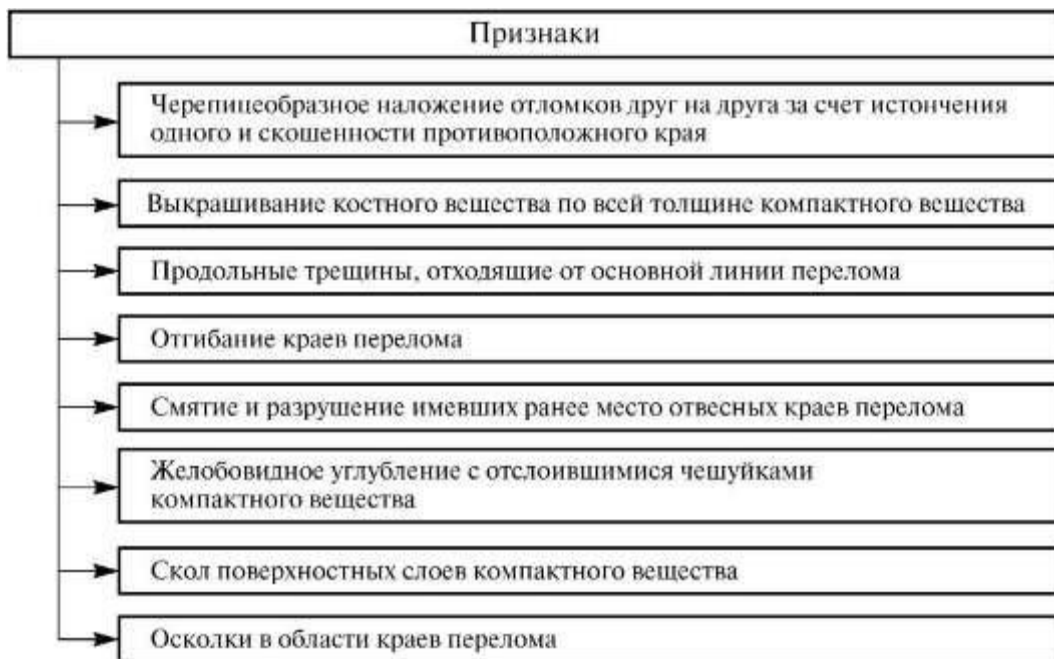 Признаки
Черепицеобразное наложение отломков друг на друга за счет истончения
одного и скошенности противоположного края
Выкрашивание костного вещества по всей толщине компактного вещества
Продольные трещины, отходящие от основной линии перелома
Отгибание краев перелома
Смятие и разрушение имевших ранее место отвесных краев перелома
Желобовидное углубление с отслоившимися чешуйками
компактного вещества
Скол поверхностных слоев компактного вещества
Осколки в области краев перелома